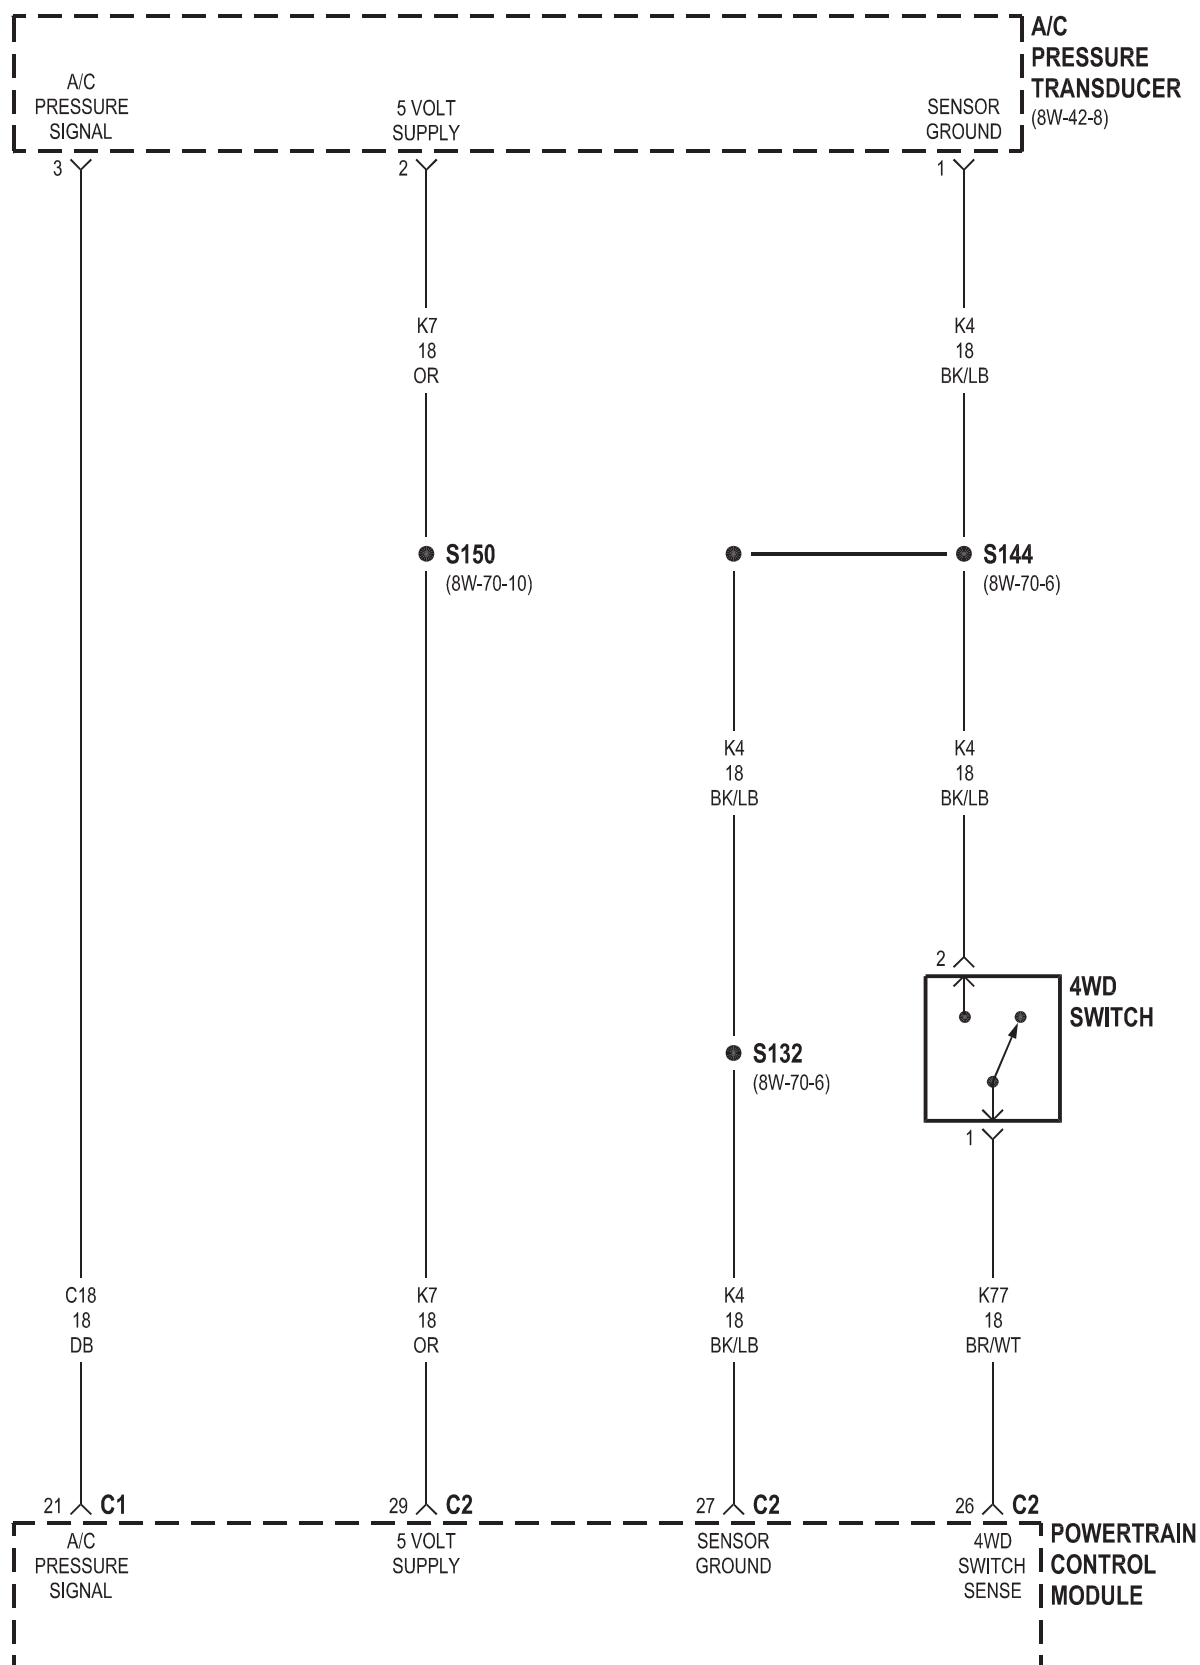 A/C
PRESSURE
TRANSDUCER
(8W-42-8)
A/C
PRESSURE
SIGNAL
5 VOLT
SUPPLY
SENSOR
GROUND
3
2
1
K7
18
OR
K4
18
BK/LB
S150
(8W-70-10)
S144
(8W-70-6)
K4
18
BK/LB
K4
18
BK/LB
2
4WD
SWITCH
S132
(8W-70-6)
1
C18
18
DB
K7
18
OR
K4
18
BK/LB
K77
18
BR/WT
21 C1
29 C2
27 C2
26 C2
A/C
PRESSURE
SIGNAL
5 VOLT
SUPPLY
SENSOR
GROUND
4WD
SWITCH
SENSE
POWERTRAIN
CONTROL
MODULE